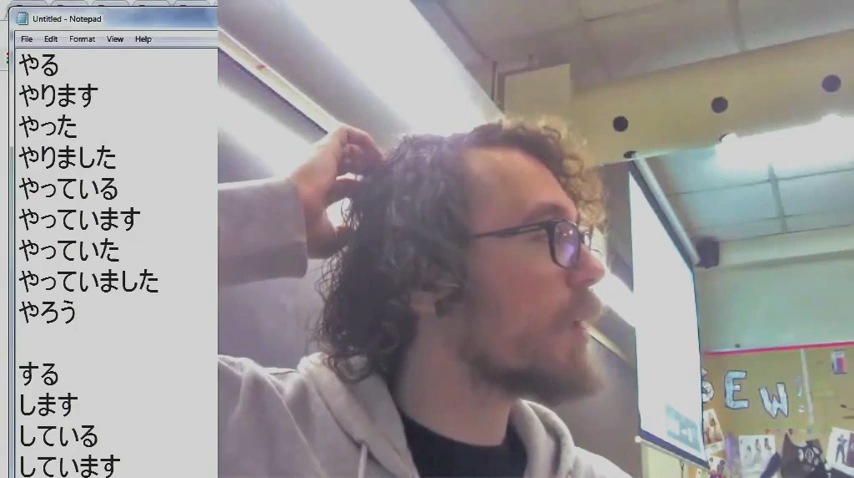 Untitled - Notepad
File Edit Format View Help
やる
やります
やった
やりました
やっている
やっています
やっていた
やっていました
やろう
する
します
している
しています
SEW